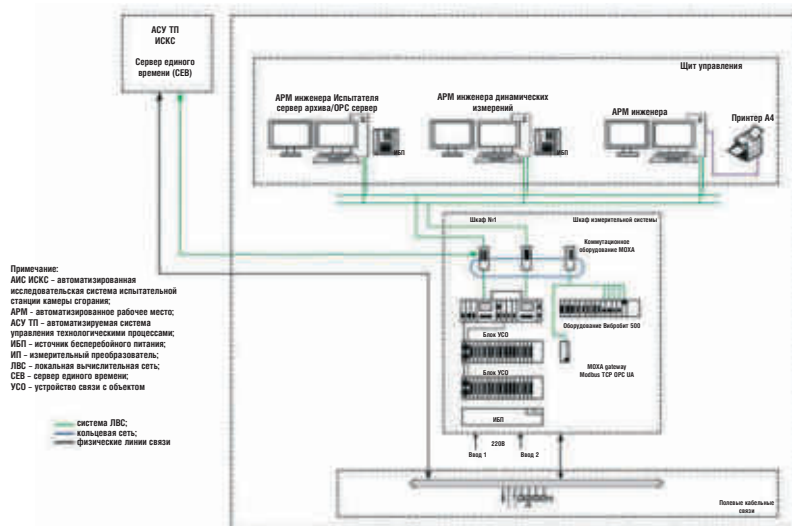 АСУ ТП
ИСКС
Сервер единого
времени (СЕВ)
Щит управления
АРМ инженера Испытателя
сервер архива/OPC сервер
ИБП
АРМ инженера динамических
измерений
ИБП
АРМ инженера
Принтер А4
Шкаф №1
Шкаф измерительной системы
Коммутационное
оборудование MOXA
Блок УСО
Оборудование Вибробит 500
Блок УСО
MOXA gateway
Modbus TCP OPC UA
ИБП
220В
Ввод 1
Ввод 2
Полевые кабельные
связи
Примечание:
АИС ИСКС – автоматизированная
исследовательская система испытательной
станции камеры сгорания;
АРМ – автоматизированное рабочее место;
АСУ ТП – автоматизируемая система
управления технологическими процессами;
ИБП – источник бесперебойного питания;
ИП – измерительный преобразователь;
ЛВС – локальная вычислительная сеть;
СЕВ – сервер единого времени;
УСО – устройство связи с объектом
система ЛВС;
кольцевая сеть;
физические линии связи